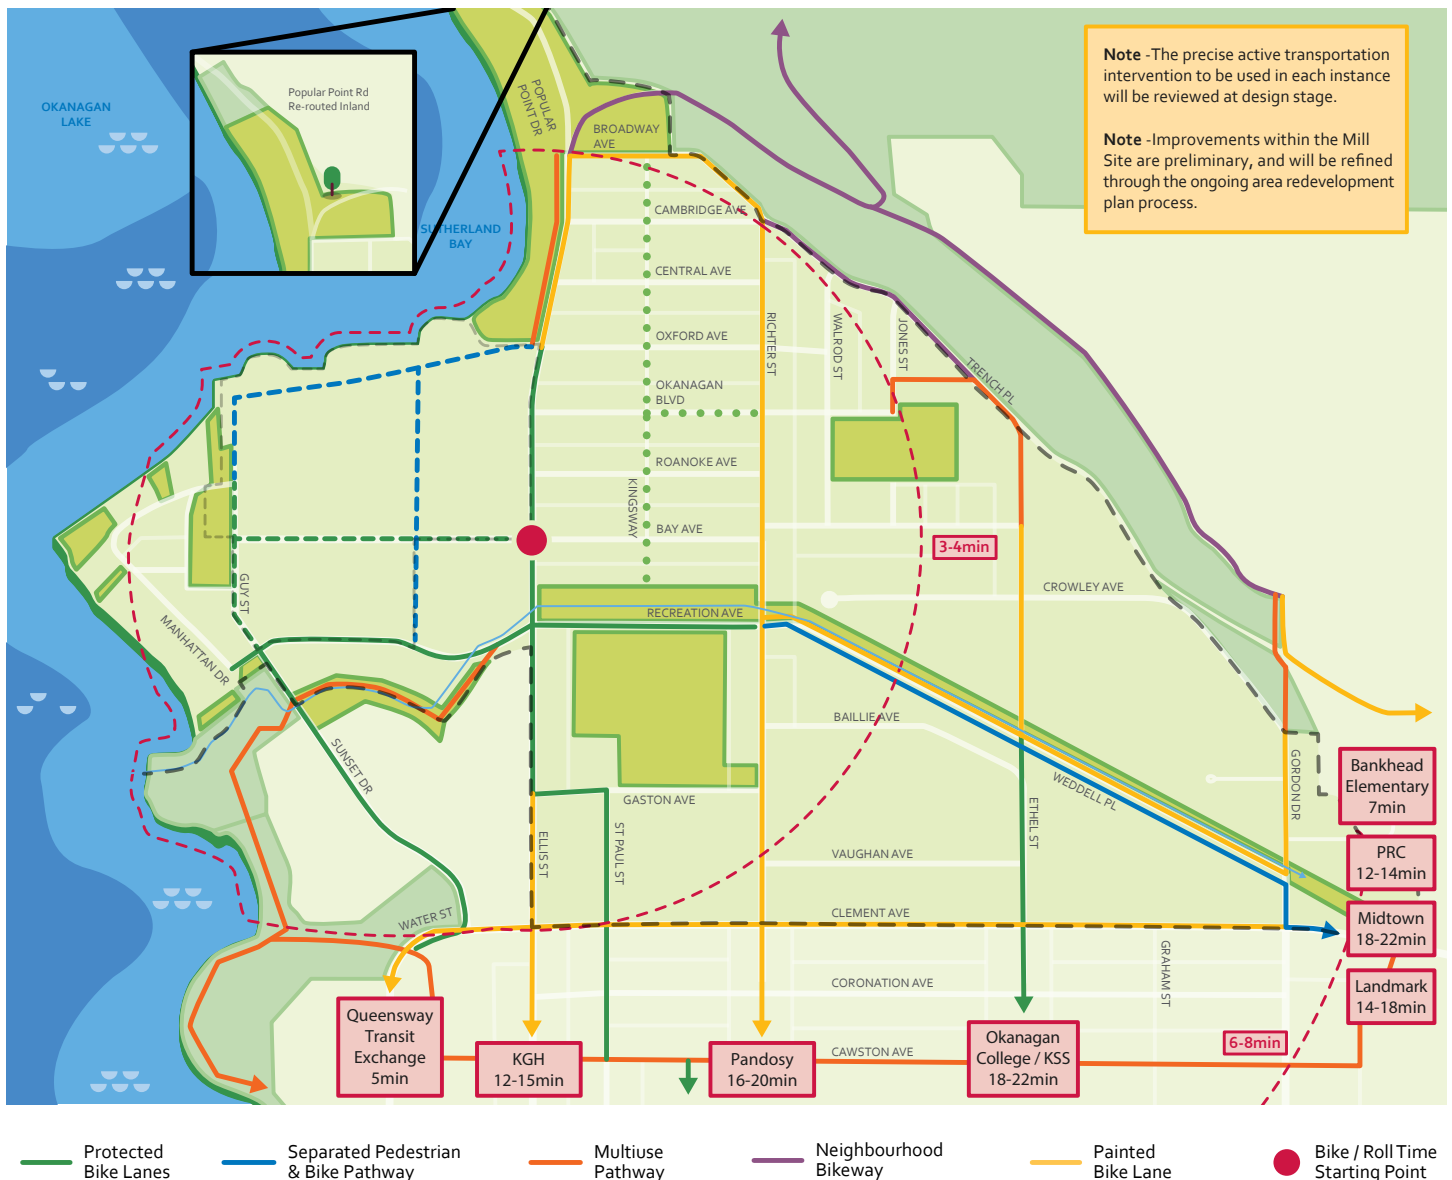 Note -The precise active transportation
intervention to be used in each instance
will be reviewed at design stage.
Note -Improvements within the Mill
Site are preliminary, and will be refined
through the ongoing area redevelopment
plan process.
OKANAGAN
LAKE
Popular Point Rd
Re-routed Inland
SUTHERLAND
BAY
POPULAR
POINT DR
BROADWAY
AVE
CAMBRIDGE AVE
CENTRAL AVE
OXFORD AVE
OKANAGAN
BLVD
ROANOKE AVE
KINGSWAY
BAY AVE
RICHTER ST
WALROD ST
JONES ST
TRENCH PL
3-4min
CROWLEY AVE
RECREATION AVE
GUY ST
MANHATTAN DR
SUNSET DR
BAILLIE AVE
WEDDELL PL
GORDON DR
ETHEL ST
GASTON AVE
ELLIS ST
ST PAUL ST
VAUGHAN AVE
WATER ST
CLEMENT AVE
GRAHAM ST
CORONATION AVE
CAWSTON AVE
6-8min
Bankhead
Elementary
7min
PRC
12-14min
Midtown
18-22min
Landmark
14-18min
Queensway
Transit
Exchange
5min
KGH
12-15min
Pandosy
16-20min
Okanagan
College / KSS
18-22min
Protected
Bike Lanes
Separated Pedestrian
& Bike Pathway
Multiuse
Pathway
Neighbourhood
Bikeway
Painted
Bike Lane
Bike / Roll Time
Starting Point